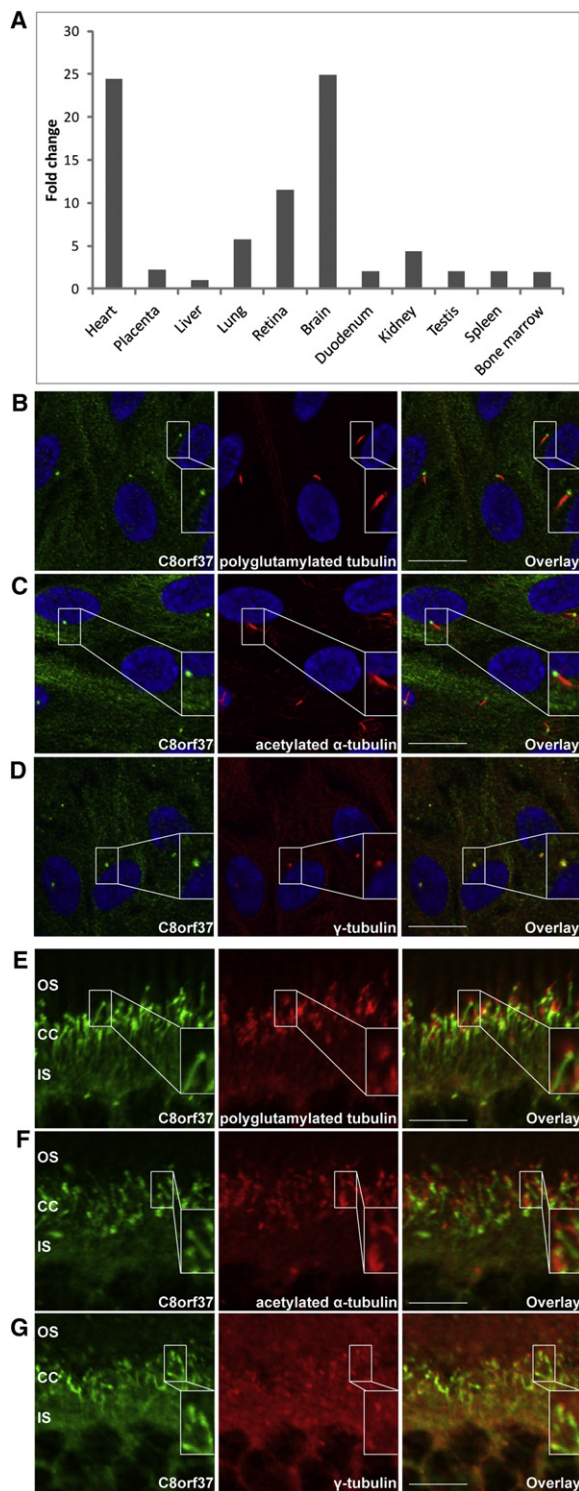 A
30
25
20
15
10
5
0
Fold change
Heart
Placenta
Liver
Lung
Retina
Brain
Duodenum
Kidney
Testis
Spleen
Bone marrow
B
C8orf37
polyglutamylated tubulin
Overlay
C
C8orf37
acetylated α-tubulin
Overlay
D
C8orf37
γ-tubulin
Overlay
E
OS
CC
IS
C8orf37
polyglutamylated tubulin
Overlay
F
OS
CC
IS
C8orf37
acetylated α-tubulin
Overlay
G
OS
CC
IS
C8orf37
γ-tubulin
Overlay